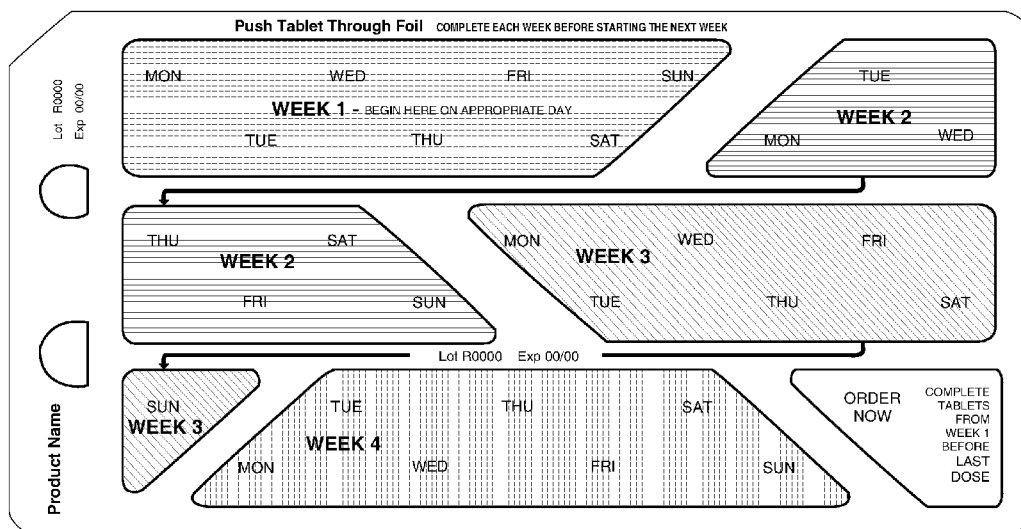 Push Tablet Through Foil COMPLETE EACH WEEK BEFORE STARTING THE NEXT WEEK
Lot R0000
Exp 00/00
MON WED FRI SUN
WEEK 1 - BEGIN HERE ON APPROPRIATE DAY
TUE THU SAT
TUE
WEEK 2
MON WED
THU SAT
WEEK 2
FRI SUN
MON WED FRI
WEEK 3
TUE THU SAT
Lot R0000 Exp 00/00
SUN
WEEK 3
TUE THU SAT
WEEK 4
MON WED FRI SUN
ORDER
NOW
COMPLETE
TABLETS
FROM
WEEK 1
BEFORE
LAST
DOSE
Product Name